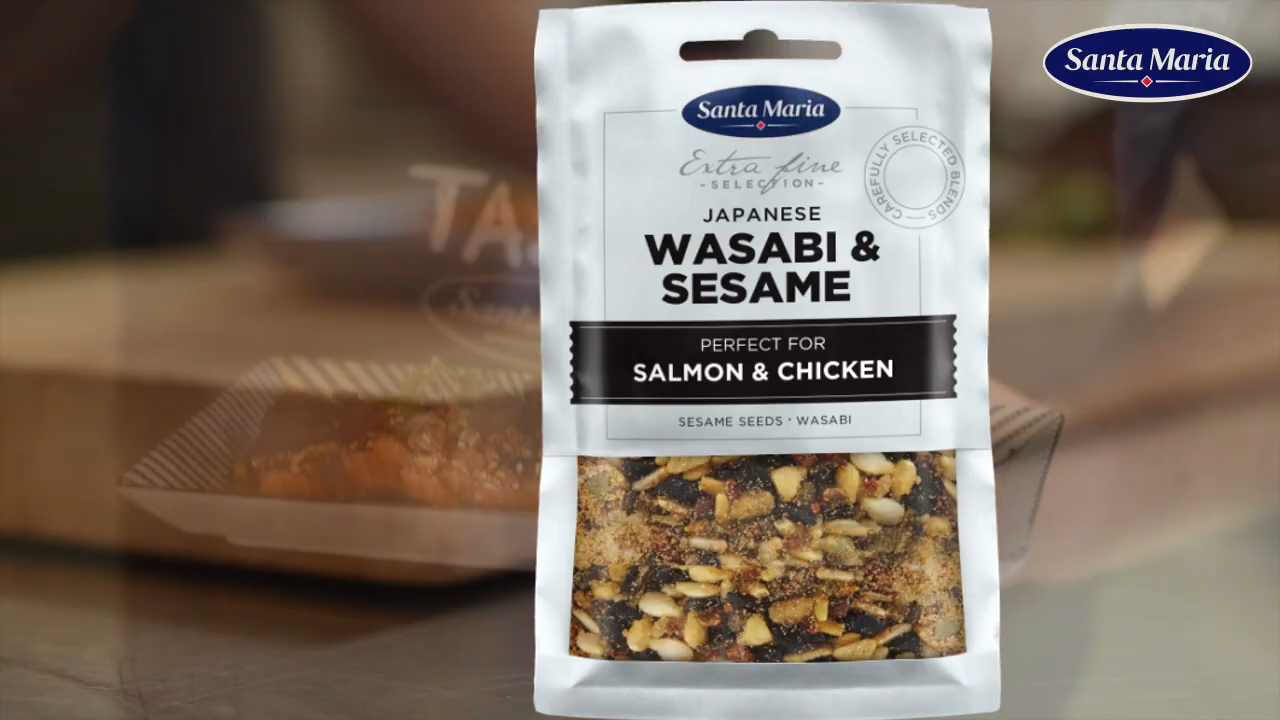 Santa Maria
Santa Maria
Extra fine
-SELECTION-
CAREFULLY SELECTED BLENDS
JAPANESE
WASABI &
SESAME
PERFECT FOR
SALMON & CHICKEN
SESAME SEEDS · WASABI